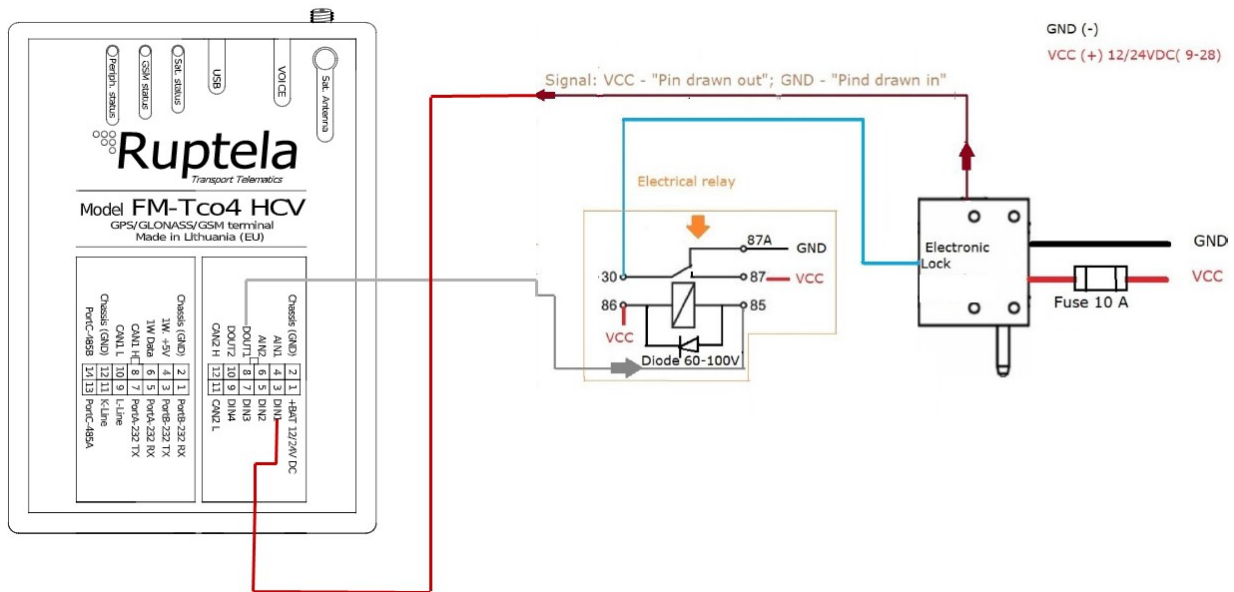 GND (-)
VCC (+) 12/24VDC( 9-28)
Signal: VCC - "Pin drawn out"; GND - "Pind drawn in"
Periph. status
GSM status
Sat. status
USB
VOICE
Sat. Antenna
Ruptela
Transport Telematics
Model FM-Tco4 HCV
GPS/GLONASS/GSM terminal
Made in Lithuania (EU)
PortC-485B
Chassis (GND)
CAN1 L
CAN1 H
1W Data
1W. +5V
Chassis (GND)
14 12 10 8 6 4 2
13 11 9 7 5 3 1
PortC-485A
K-Line
L-Line
PortA-232 TX
PortA-232 RX
PortB-232 TX
PortB-232 RX
CAN2 H
DOUT2
DOUT1
AIN2
AIN1
Chassis (GND)
12 10 8 6 4 2
11 9 7 5 3 1
CAN2 L
DIN4
DIN3
DIN2
DIN1
+BAT 12/24V DC
Electrical relay
87A
GND
30
87
VCC
86
85
VCC
Diode 60-100V
Electronic
Lock
GND
VCC
Fuse 10 A